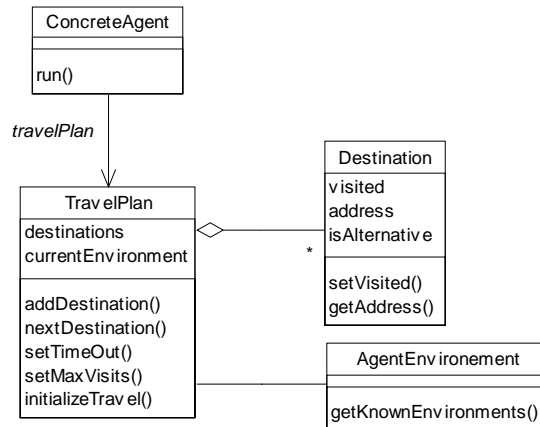 ConcreteAgent
run()
travelPlan
TravelPlan
destinations
currentEnvironment
addDestination()
nextDestination()
setTimeOut()
setMaxVisits()
initializeTravel()
Destination
visited
address
isAlternative
*
setVisited()
getAddress()
AgentEnvironement
getKnownEnvironments()